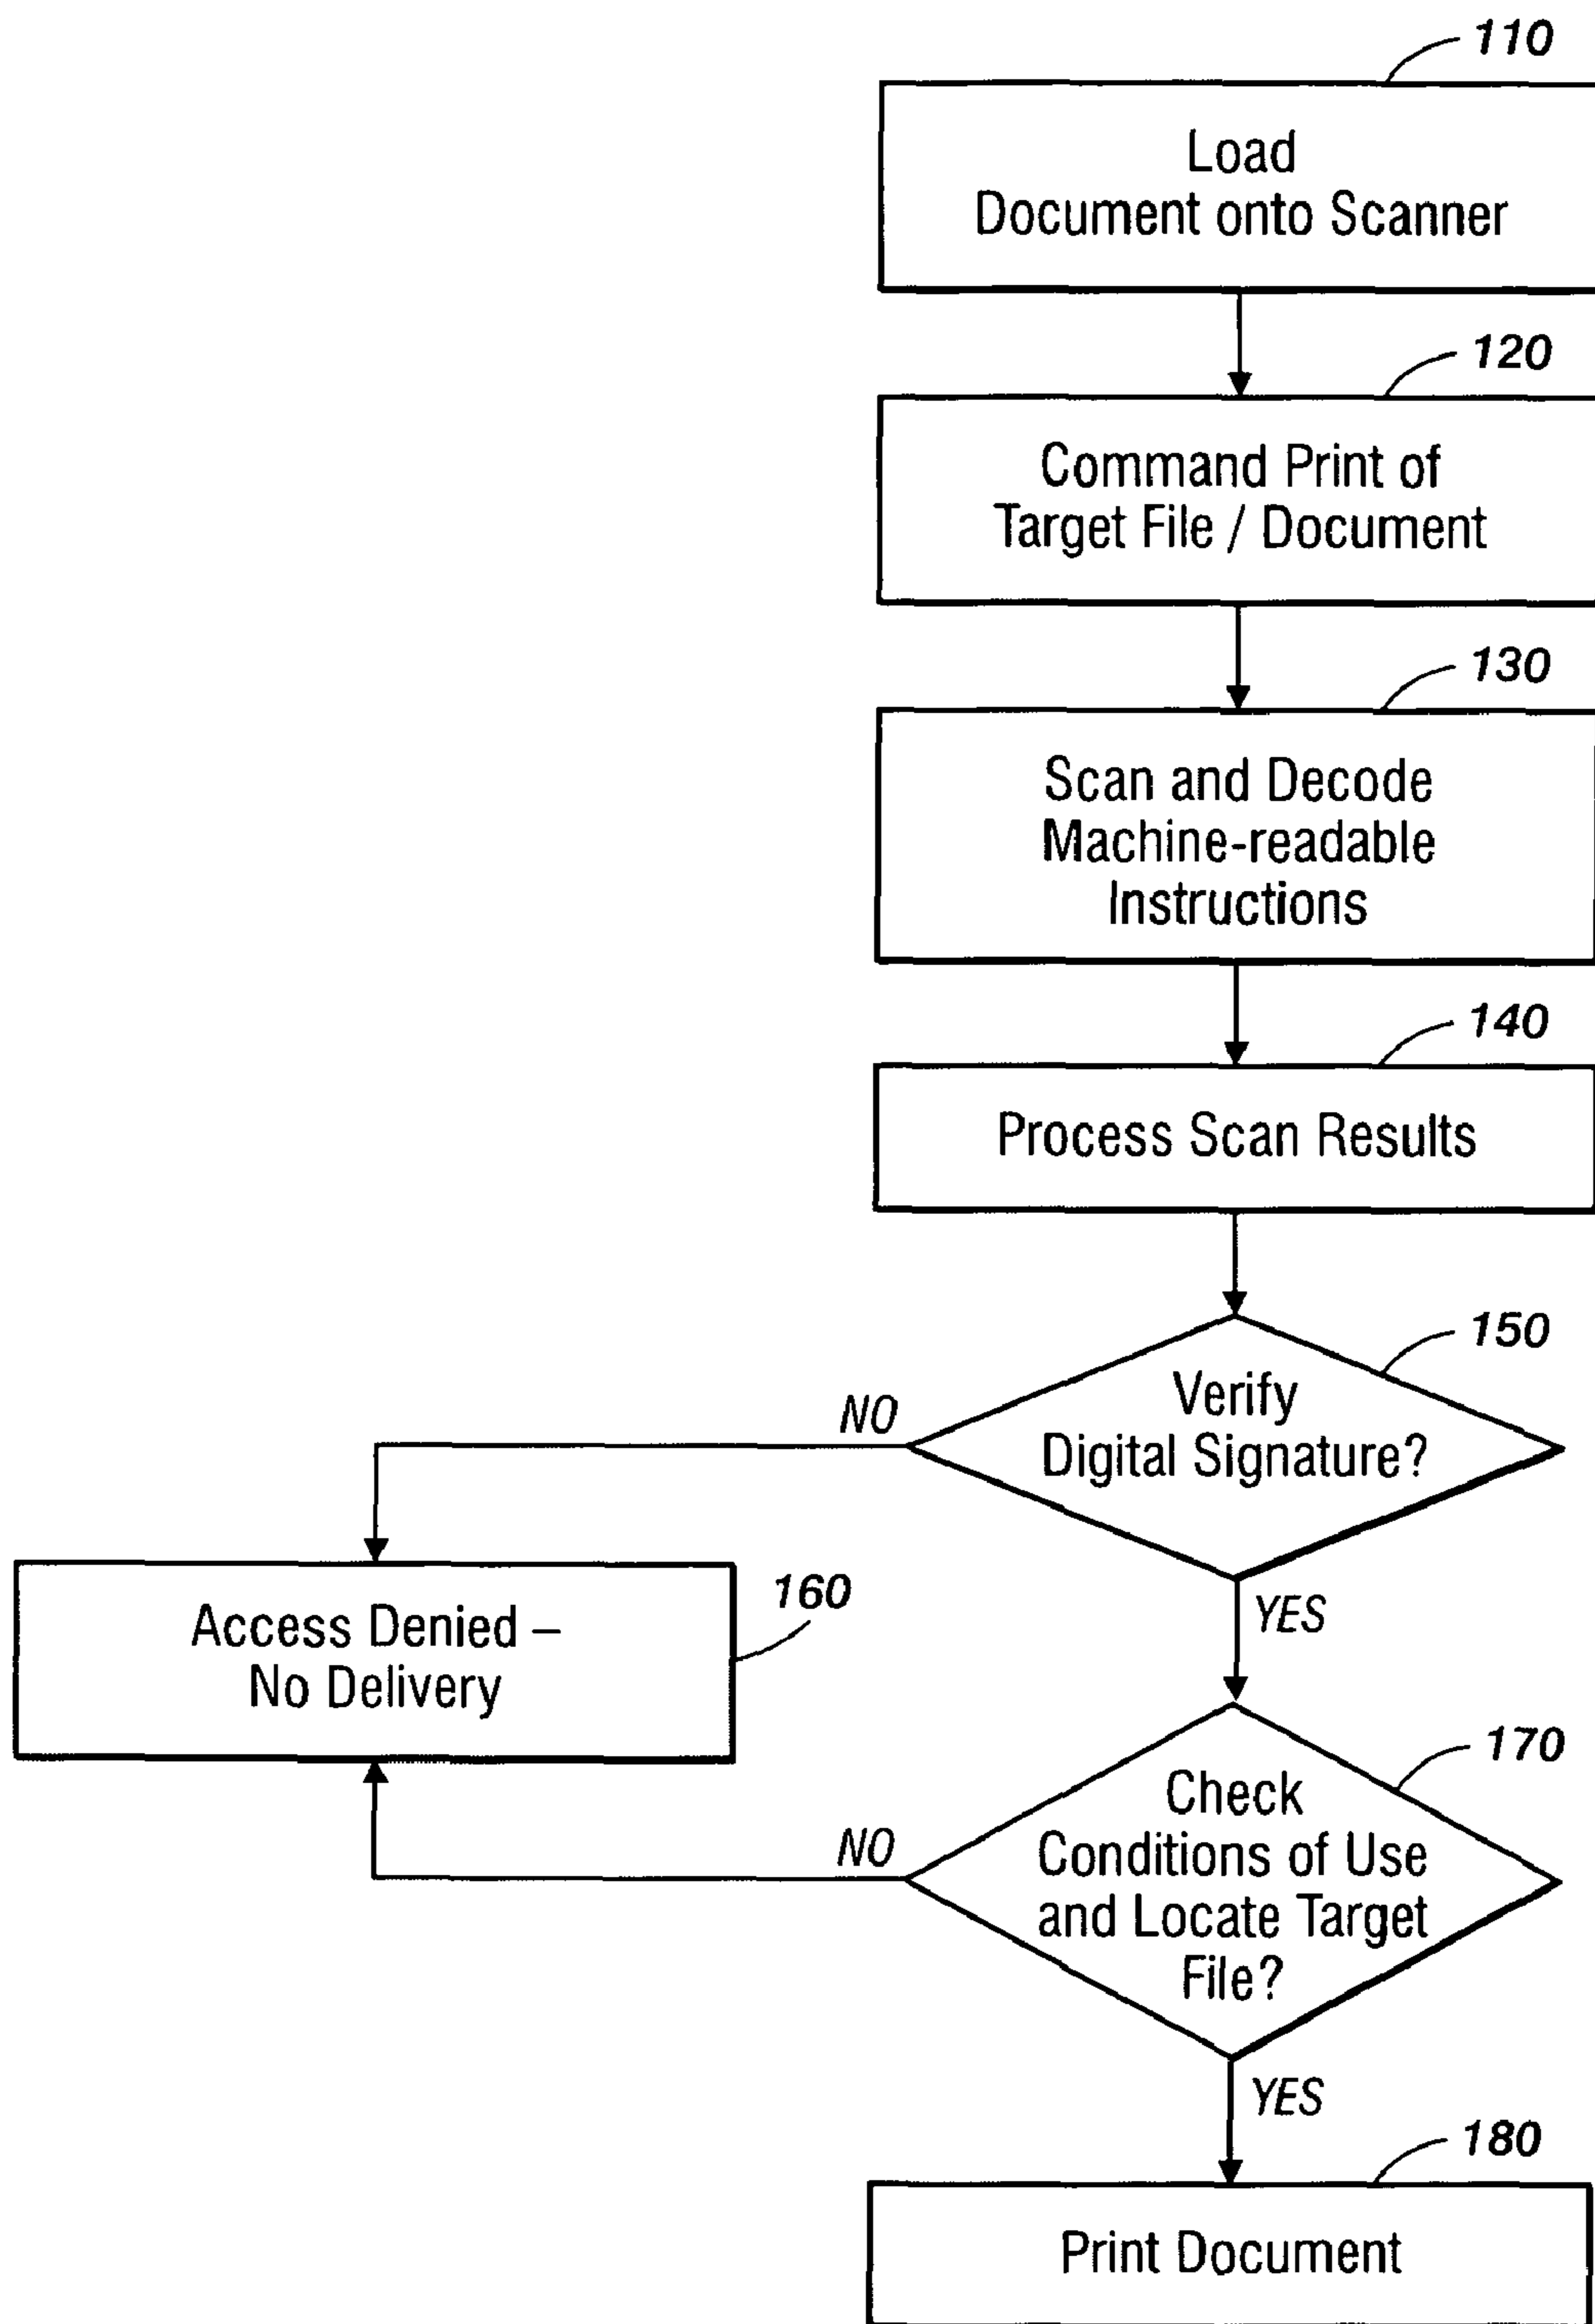 110
Load
Document onto Scanner
120
Command Print of
Target File / Document
130
Scan and Decode
Machine-readable
Instructions
140
Process Scan Results
150
Verify
Digital Signature?
NO
YES
160
Access Denied –
No Delivery
170
Check
Conditions of Use
and Locate Target
File?
NO
YES
180
Print Document